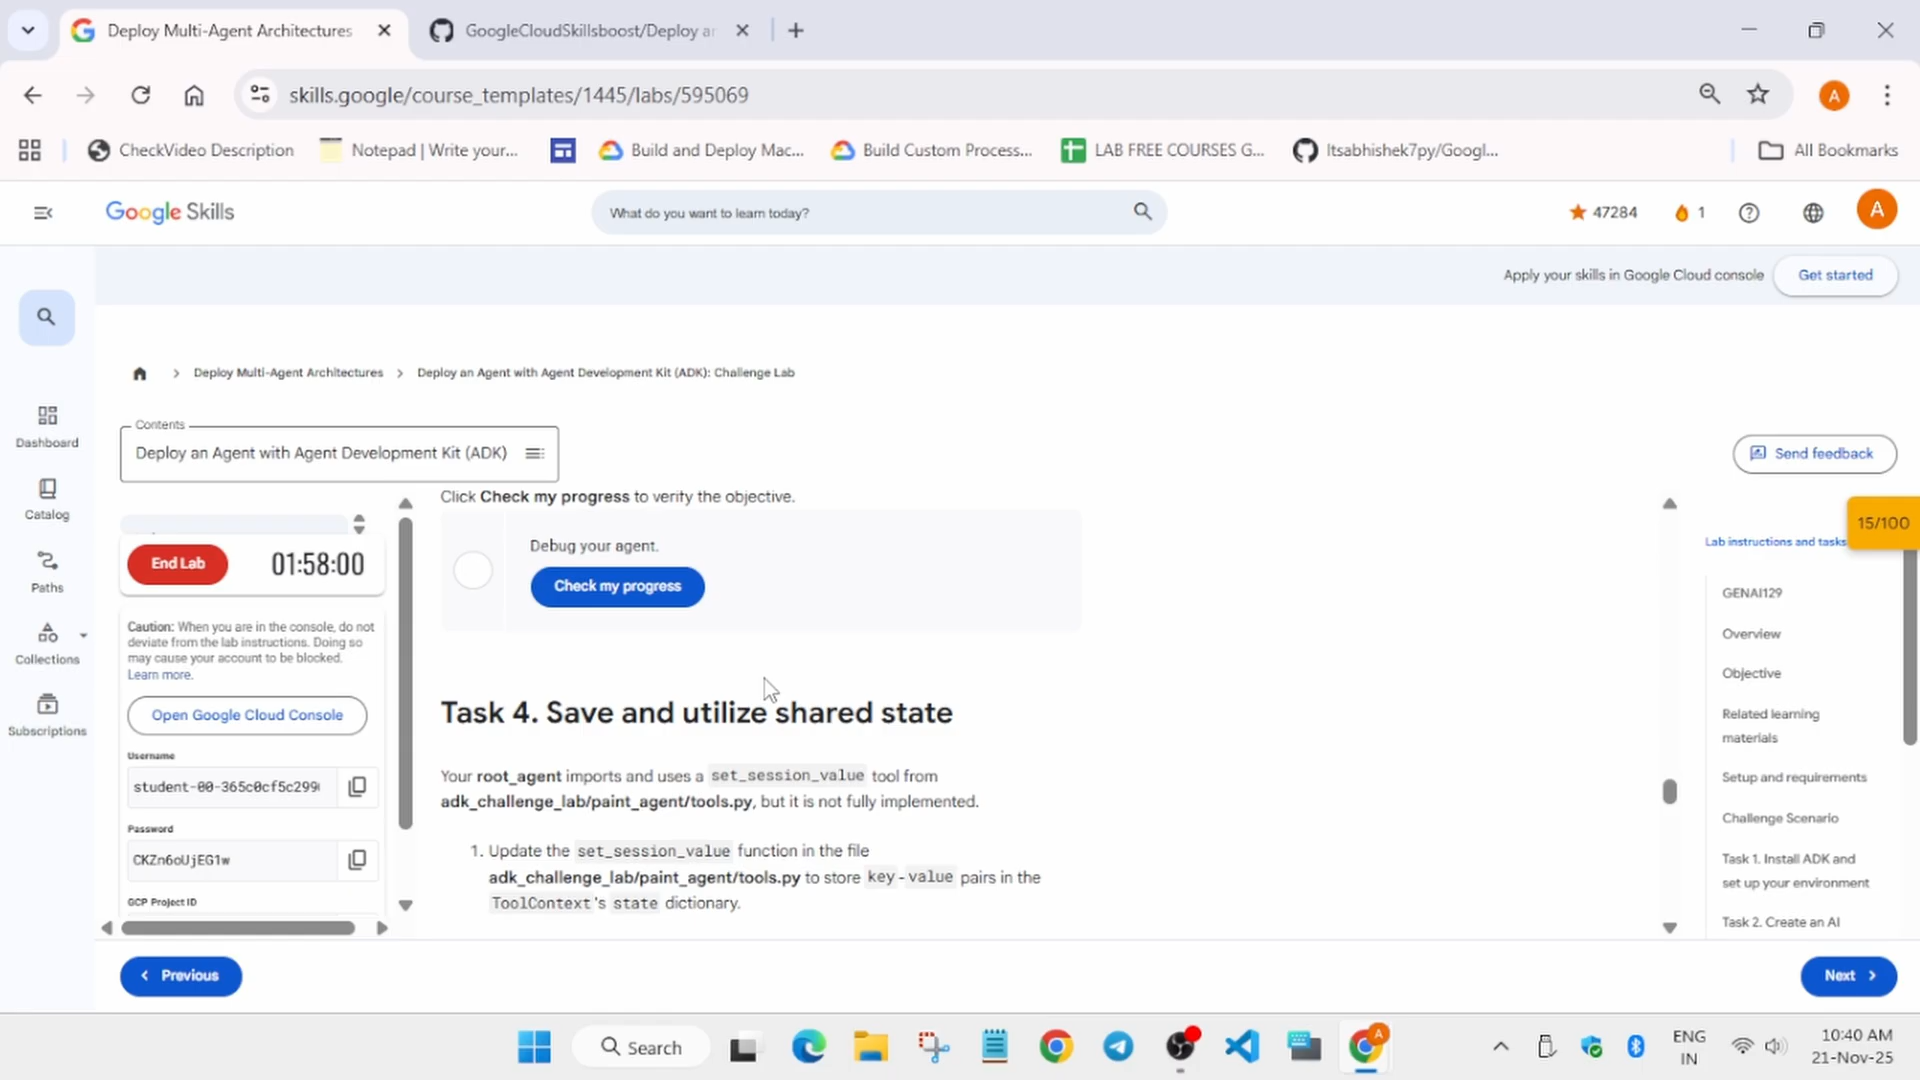 Deploy Multi-Agent Architectures
GoogleCloudSkillsboost/Deploy ar
skills.google/course_templates/1445/labs/595069
A
CheckVideo Description
Notepad | Write your...
Build and Deploy Mac...
Build Custom Process...
LAB FREE COURSES G...
Itsabhishek7py/Googl...
All Bookmarks
Google Skills
What do you want to learn today?
47284
1
A
Apply your skills in Google Cloud console
Get started
Deploy Multi-Agent Architectures
Deploy an Agent with Agent Development Kit (ADK): Challenge Lab
Contents
Deploy an Agent with Agent Development Kit (ADK)
Send feedback
Dashboard
Catalog
Paths
Collections
Subscriptions
End Lab
01:58:00
Caution: When you are in the console, do not
deviate from the lab instructions. Doing so
may cause your account to be blocked.
Learn more.
Open Google Cloud Console
Username
student-00-365c0cf5c299
Password
CKZn6oUjEG1w
GCP Project ID
Click Check my progress to verify the objective.
Debug your agent.
Check my progress
Task 4. Save and utilize shared state
Your root_agent imports and uses a set_session_value tool from
adk_challenge_lab/paint_agent/tools.py, but it is not fully implemented.
1. Update the set_session_value function in the file
adk_challenge_lab/paint_agent/tools.py to store key-value pairs in the
ToolContext's state dictionary.
15/100
Lab instructions and tasks
GENAI129
Overview
Objective
Related learning
materials
Setup and requirements
Challenge Scenario
Task 1. Install ADK and
set up your environment
Task 2. Create an AI
Previous
Next
Search
A
ENG
IN
10:40 AM
21-Nov-25